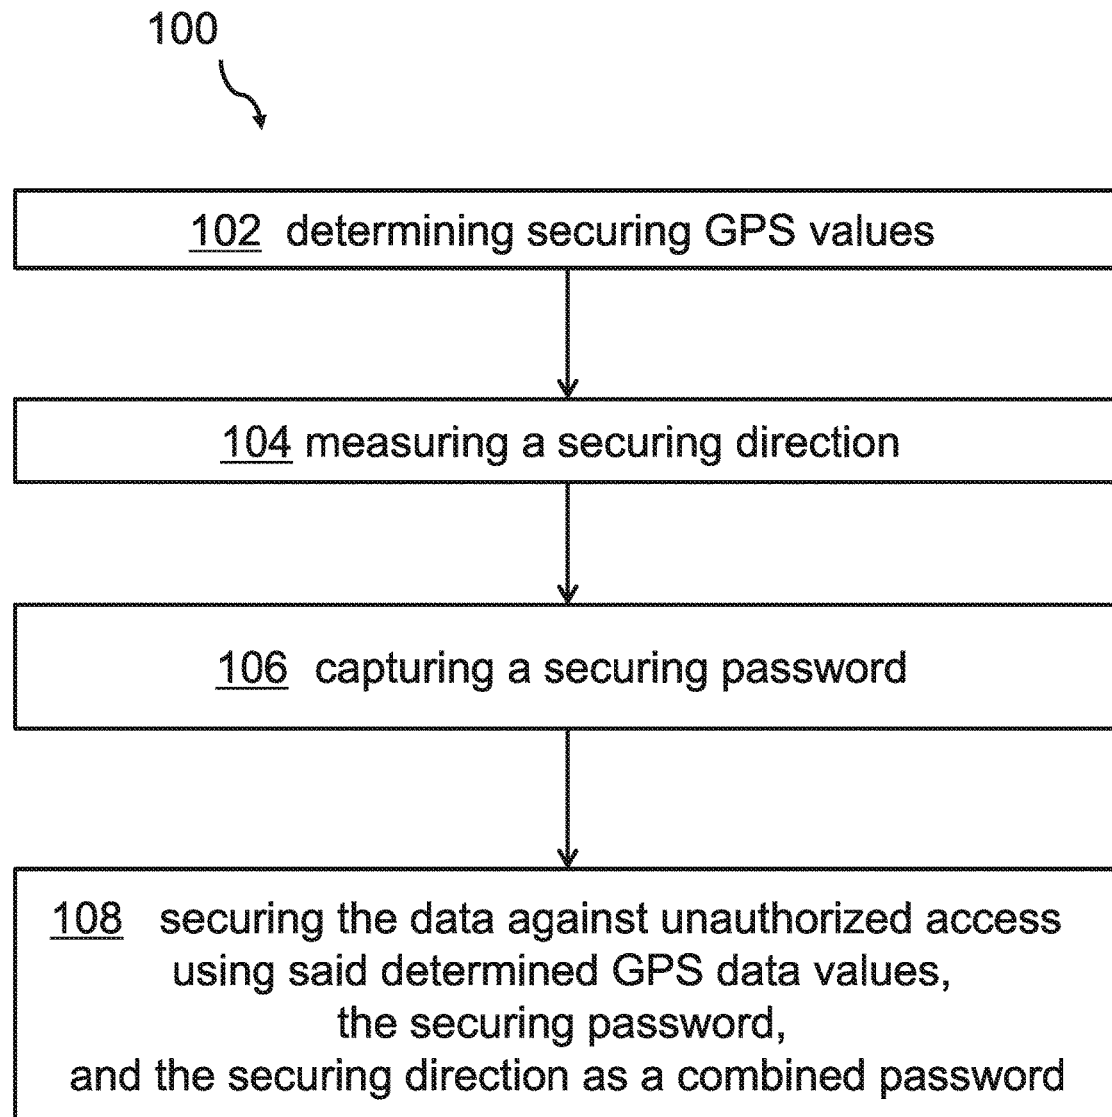 100
102 determining securing GPS values
104 measuring a securing direction
106 capturing a securing password
108 securing the data against unauthorized access
using said determined GPS data values,
the securing password,
and the securing direction as a combined password